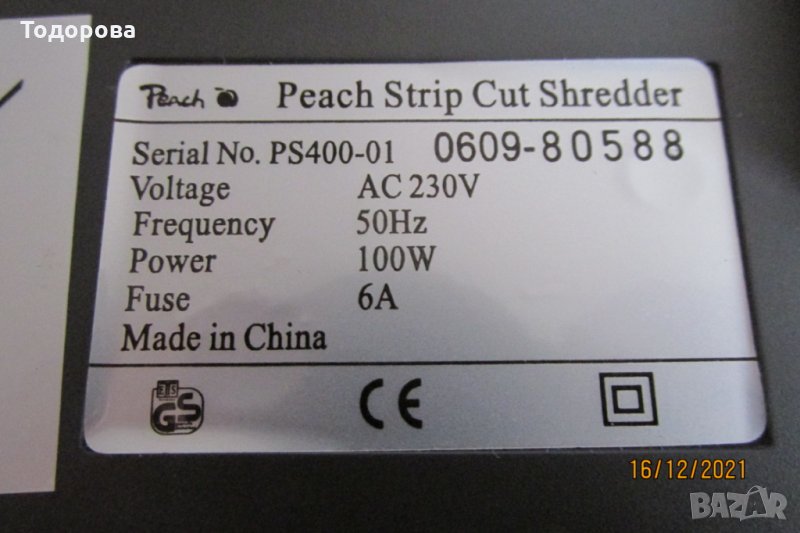 Тодорова
Peach Peach Strip Cut Shredder
Serial No. PS400-01 0609-80588
Voltage AC 230V
Frequency 50Hz
Power 100W
Fuse 6A
Made in China
GS CE
16/12/2021
BAZAR